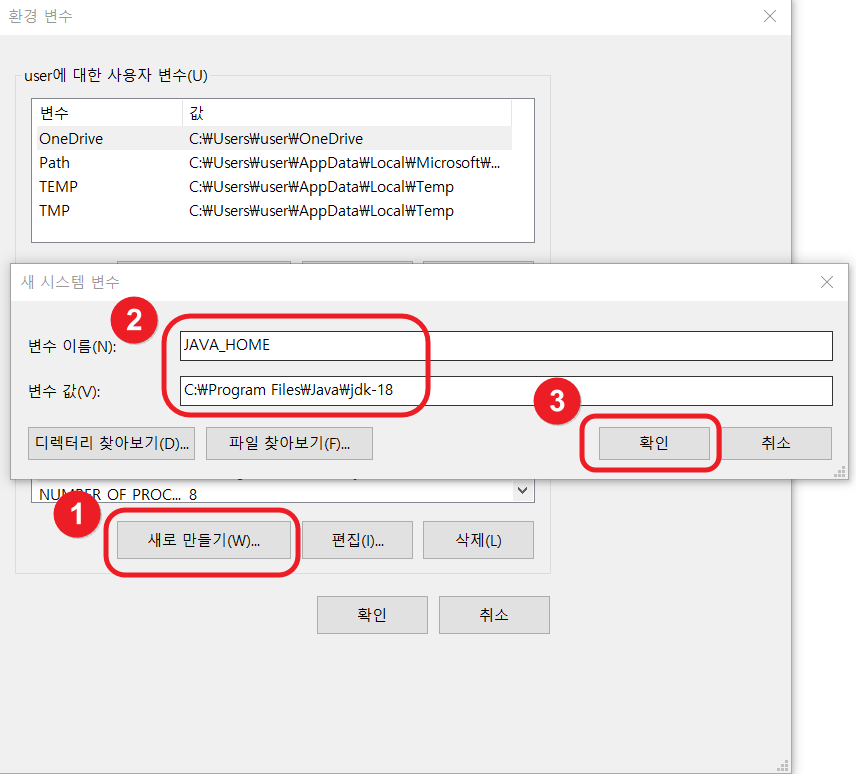 환경 변수
user에 대한 사용자 변수(U)
변수 값
OneDrive C:₩Users₩user₩OneDrive
Path C:₩Users₩user₩AppData₩Local₩Microsoft₩...
TEMP C:₩Users₩user₩AppData₩Local₩Temp
TMP C:₩Users₩user₩AppData₩Local₩Temp
새 시스템 변수
2
변수 이름(N): JAVA_HOME
변수 값(V): C:₩Program Files₩Java₩jdk-18
3
디렉터리 찾아보기(D)... 파일 찾아보기(F)... 확인 취소
NUMBER_OF_PROC... 8
1
새로 만들기(W)... 편집(I)... 삭제(L)
확인 취소